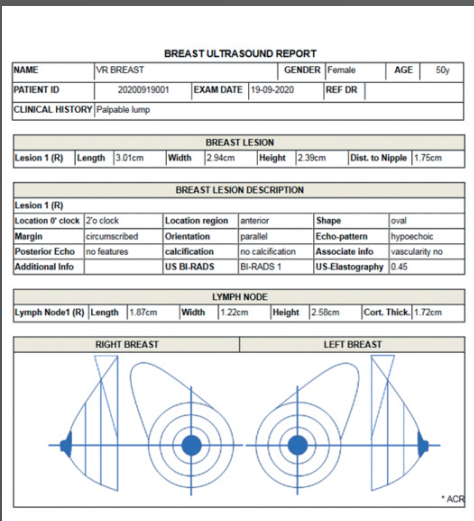 BREAST ULTRASOUND REPORT
NAME VR BREAST GENDER Female AGE 50y
PATIENT ID 20200919001 EXAM DATE 19-09-2020 REF DR
CLINICAL HISTORY Palpable lump
BREAST LESION
Lesion 1 (R) Length 3.01cm Width 2.94cm Height 2.39cm Dist. to Nipple 1.75cm
BREAST LESION DESCRIPTION
Lesion 1 (R)
Location 0' clock 2'o clock Location region anterior Shape oval
Margin circumscribed Orientation parallel Echo-pattern hypoechoic
Posterior Echo no features calcification no calcification Associate info vascularity no
Additional Info US BI-RADS BI-RADS 1 US-Elastography 0.45
LYMPH NODE
Lymph Node1 (R) Length 1.87cm Width 1.22cm Height 2.58cm Cort. Thick. 1.72cm
RIGHT BREAST LEFT BREAST
* ACR